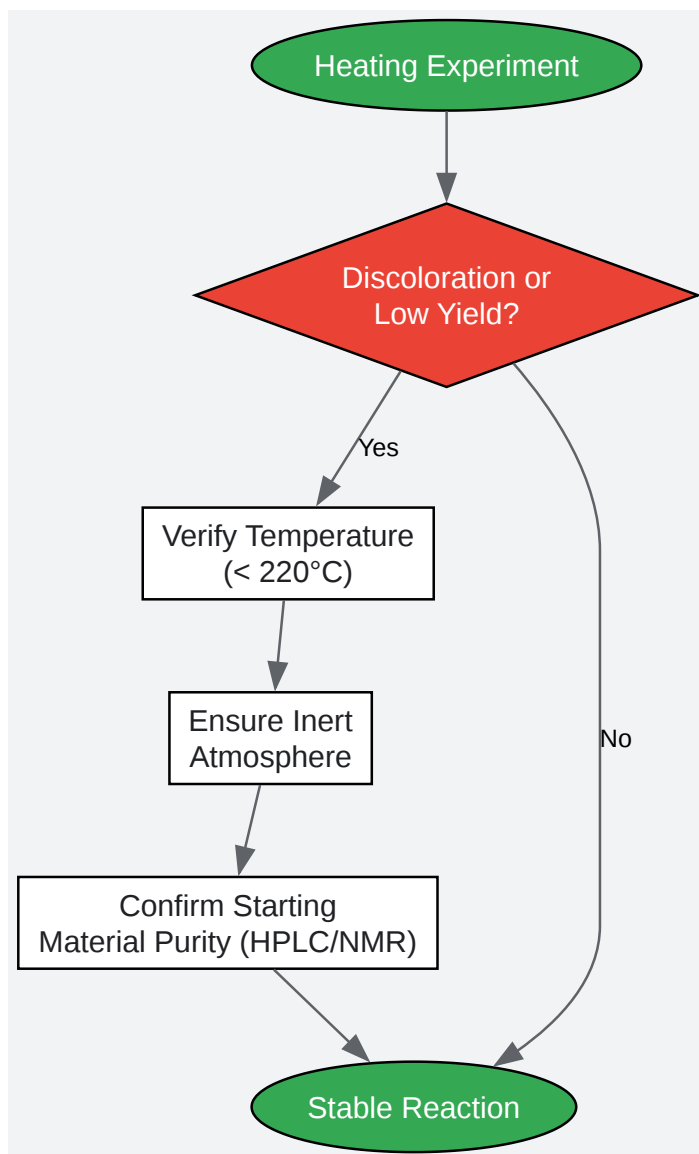 Heating Experiment
Discoloration or
Low Yield?
Yes
Verify Temperature
(< 220°C)
Ensure Inert
Atmosphere
No
Confirm Starting
Material Purity (HPLC/NMR)
Stable Reaction